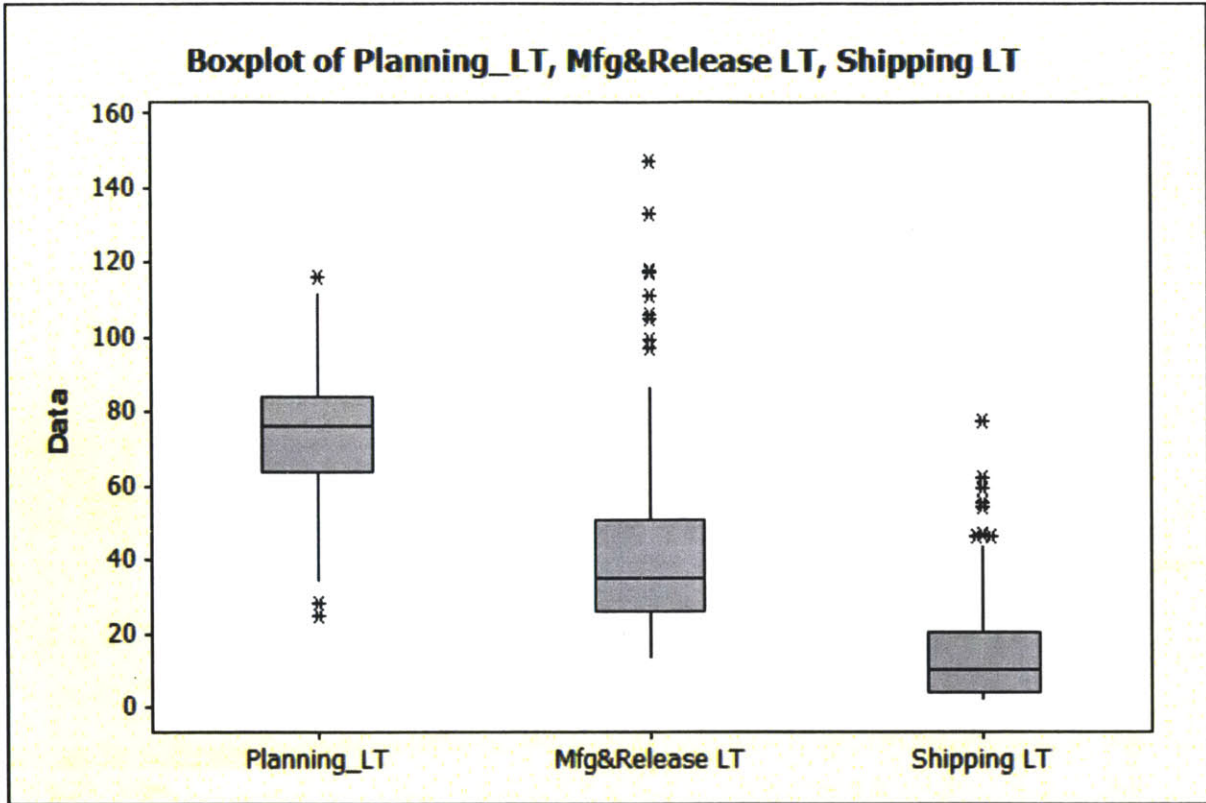 Boxplot of Planning_LT, Mfg&Release LT, Shipping LT
160
140
120
100
80
60
40
20
0
Data
Planning_LT
Mfg&Release LT
Shipping LT